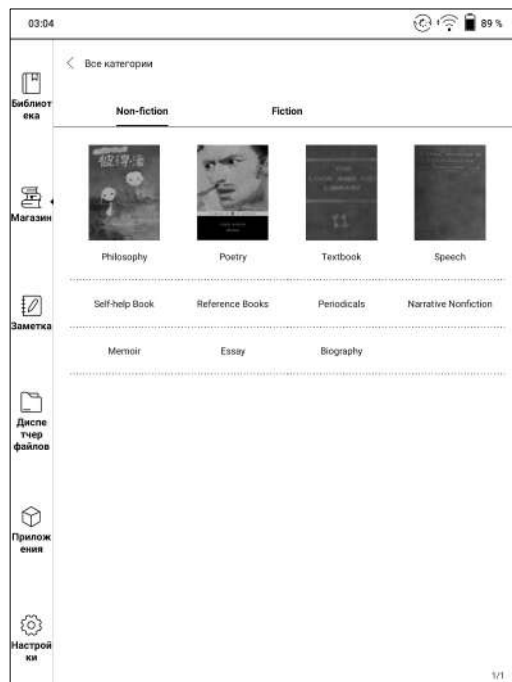 03:04
89 %
Библиот
ека
Магазин
Заметка
Диспе
тчер
файлов
Прилож
ения
Настрой
ки
Все категории
Non-fiction Fiction
Philosophy Poetry Textbook Speech
Self-help Book Reference Books Periodicals Narrative Nonfiction
Memoir Essay Biography
1/1